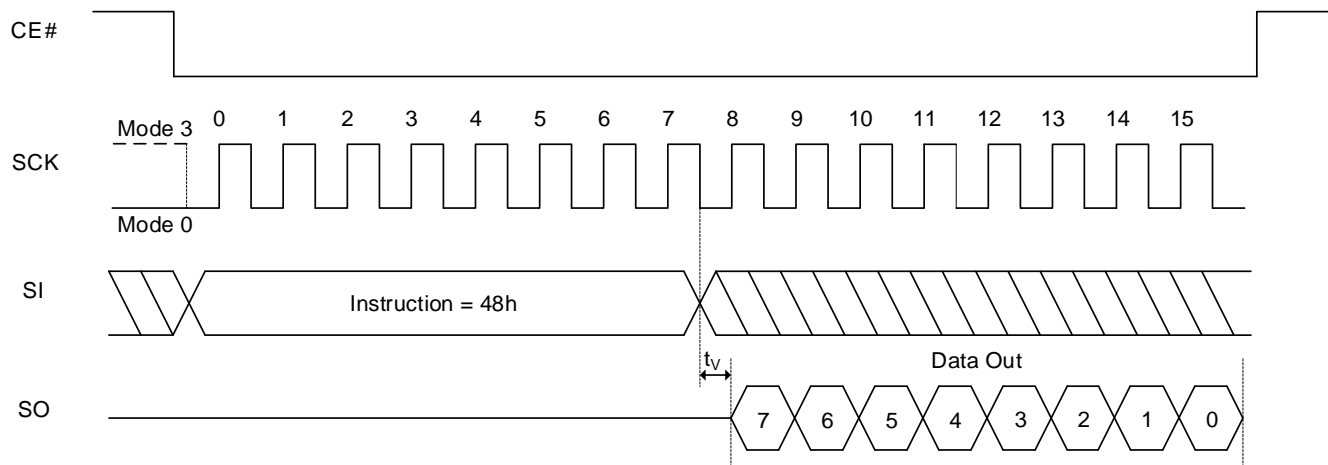 CE#
0 1 2 3 4 5 6 7 8 9 10 11 12 13 14 15
Mode 3
SCK
Mode 0
SI
Instruction = 48h
tV
Data Out
SO
7 6 5 4 3 2 1 0